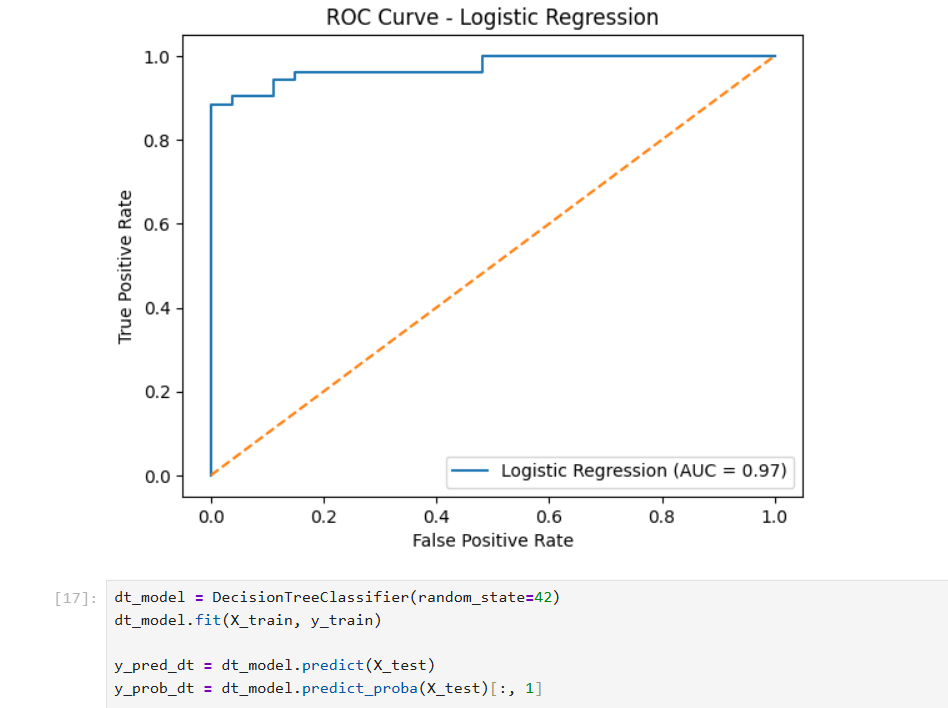 ROC Curve - Logistic Regression
1.0
0.8
0.6
0.4
0.2
0.0
True Positive Rate
Logistic Regression (AUC = 0.97)
0.0 0.2 0.4 0.6 0.8 1.0
False Positive Rate
[17]:
dt_model = DecisionTreeClassifier(random_state=42)
dt_model.fit(X_train, y_train)
y_pred_dt = dt_model.predict(X_test)
y_prob_dt = dt_model.predict_proba(X_test)[:, 1]